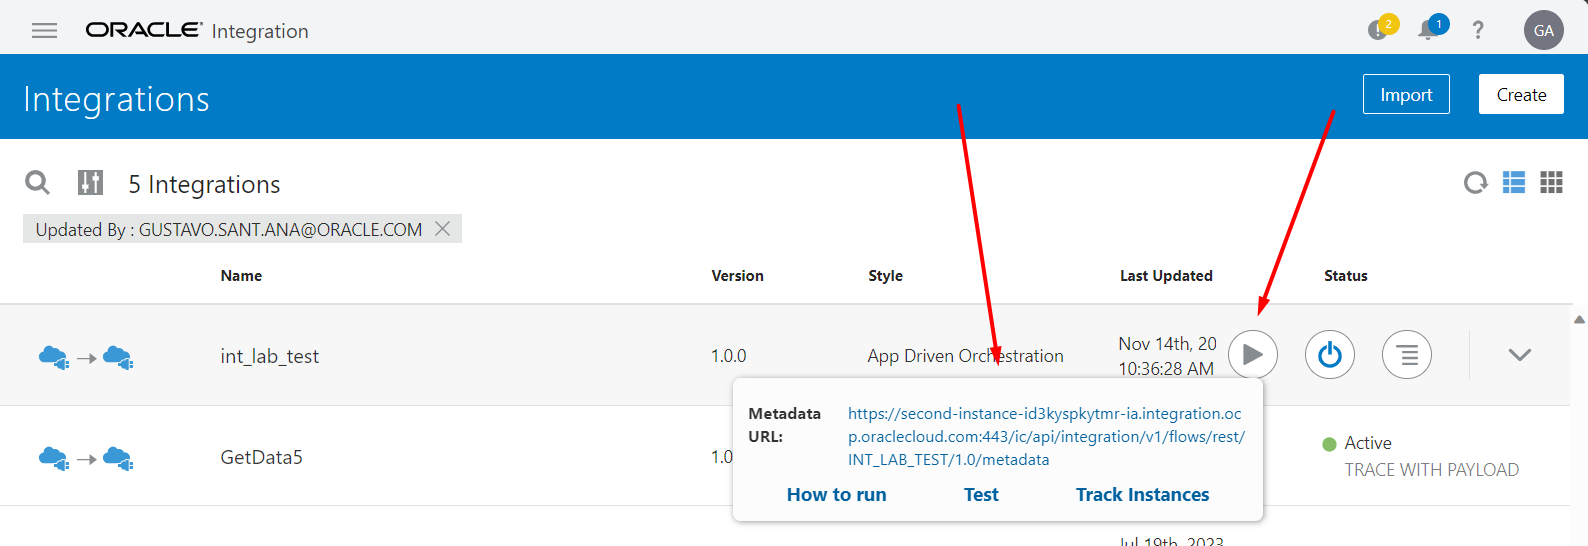 ORACLE Integration
2
1
?
GA
Integrations
Import
Create
5 Integrations
Updated By : GUSTAVO.SANT.ANA@ORACLE.COM
Name Version Style Last Updated Status
int_lab_test 1.0.0 App Driven Orchestration Nov 14th, 20
10:36:28 AM
Metadata URL:
https://second-instance-id3kyspkytmr-ia.integration.oc
p.oraclecloud.com:443/ic/api/integration/v1/flows/rest/
INT_LAB_TEST/1.0/metadata
How to run Test Track Instances
GetData5 1.0 Active
TRACE WITH PAYLOAD
Jul 19th, 2023